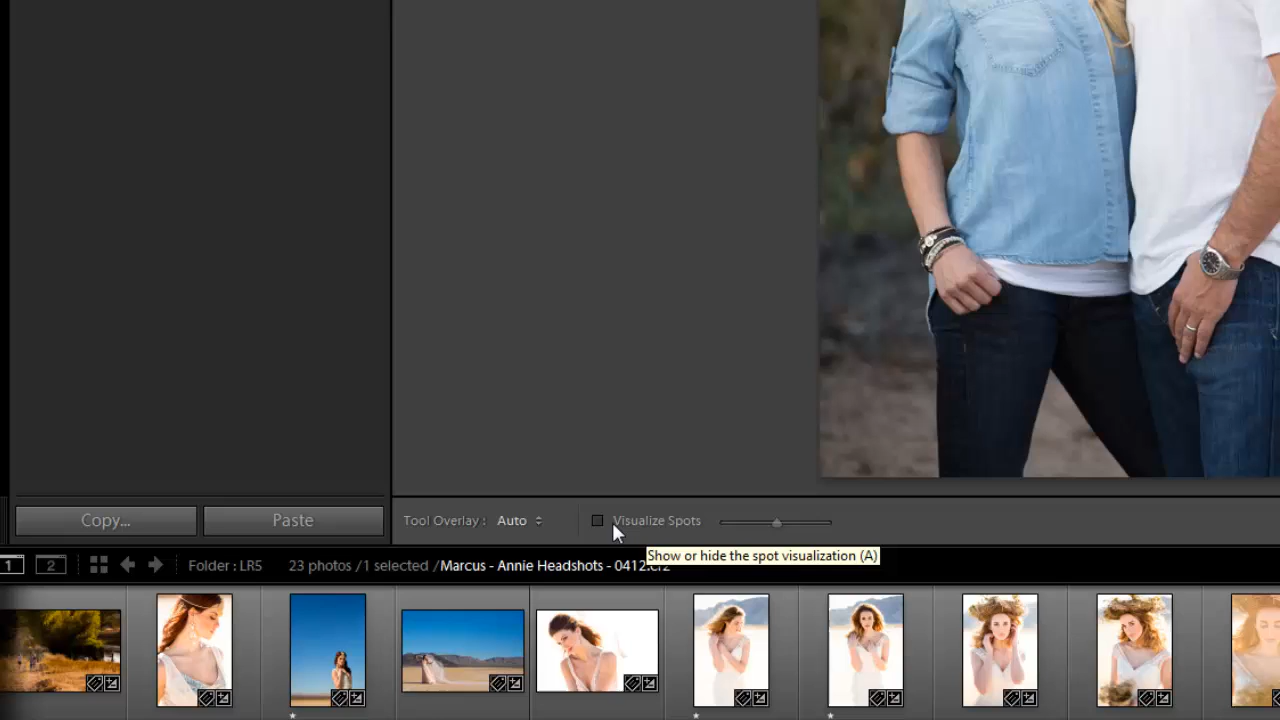 Copy...
Paste
Tool Overlay :
Auto
Visualize Spots
Show or hide the spot visualization (A)
1
2
Folder : LR5
23 photos /1 selected /Marcus - Annie Headshots - 0412.cr2